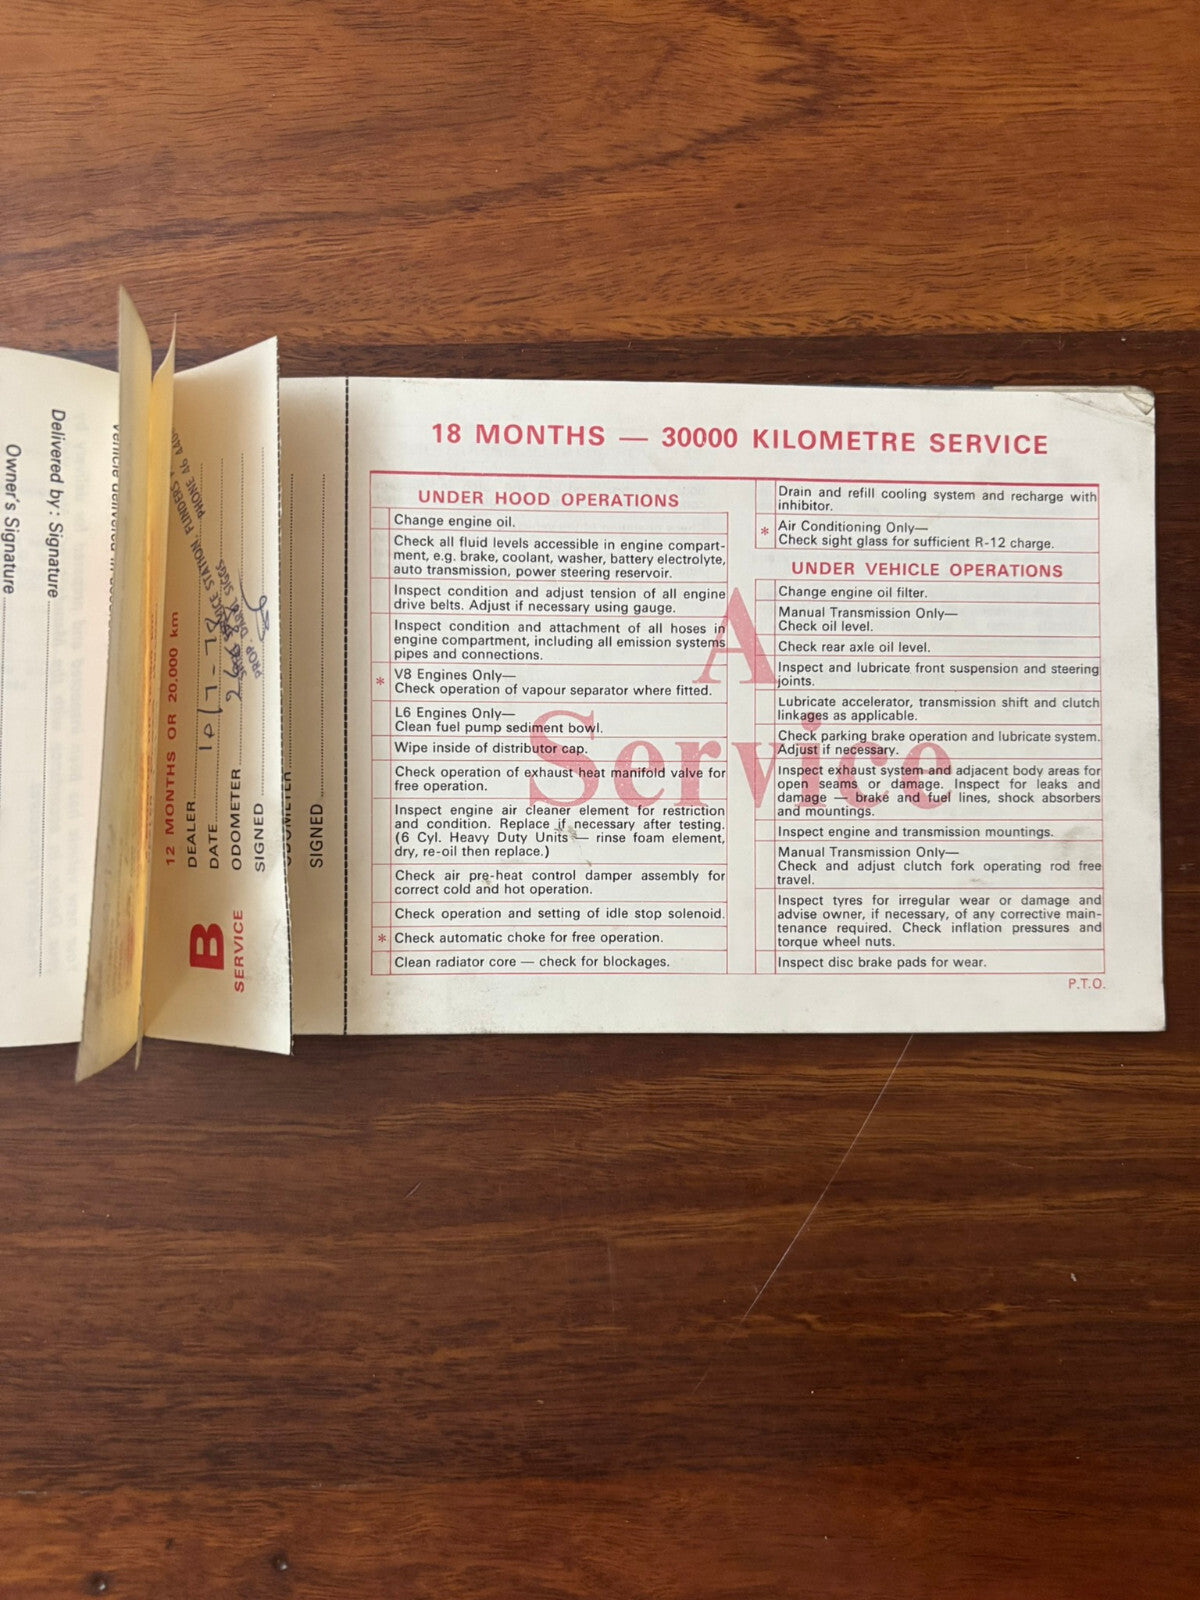 Owner's Signature
Delivered by: Signature
12 MONTHS OR 20,000 km
DEALER
DATE 10/7-78
ODOMETER
SIGNED
B
SERVICE
STATION, FLINDERS
PHONE 46
PROP. SIGGS
SIGNED
18 MONTHS — 30000 KILOMETRE SERVICE
A
Service
UNDER HOOD OPERATIONS
Change engine oil.
Check all fluid levels accessible in engine compart-
ment, e.g. brake, coolant, washer, battery electrolyte,
auto transmission, power steering reservoir.
Inspect condition and adjust tension of all engine
drive belts. Adjust if necessary using gauge.
Inspect condition and attachment of all hoses in
engine compartment, including all emission systems
pipes and connections.
* V8 Engines Only—
Check operation of vapour separator where fitted.
L6 Engines Only—
Clean fuel pump sediment bowl.
Wipe inside of distributor cap.
Check operation of exhaust heat manifold valve for
free operation.
Inspect engine air cleaner element for restriction
and condition. Replace if necessary after testing.
(6 Cyl. Heavy Duty Units — rinse foam element,
dry, re-oil then replace.)
Check air pre-heat control damper assembly for
correct cold and hot operation.
Check operation and setting of idle stop solenoid.
* Check automatic choke for free operation.
Clean radiator core — check for blockages.
Drain and refill cooling system and recharge with
inhibitor.
* Air Conditioning Only—
Check sight glass for sufficient R-12 charge.
UNDER VEHICLE OPERATIONS
Change engine oil filter.
Manual Transmission Only—
Check oil level.
Check rear axle oil level.
Inspect and lubricate front suspension and steering
joints.
Lubricate accelerator, transmission shift and clutch
linkages as applicable.
Check parking brake operation and lubricate system.
Adjust if necessary.
Inspect exhaust system and adjacent body areas for
open seams or damage. Inspect for leaks and
damage — brake and fuel lines, shock absorbers
and mountings.
Inspect engine and transmission mountings.
Manual Transmission Only—
Check and adjust clutch fork operating rod free
travel.
Inspect tyres for irregular wear or damage and
advise owner, if necessary, of any corrective main-
tenance required. Check inflation pressures and
torque wheel nuts.
Inspect disc brake pads for wear.
P.T.O.